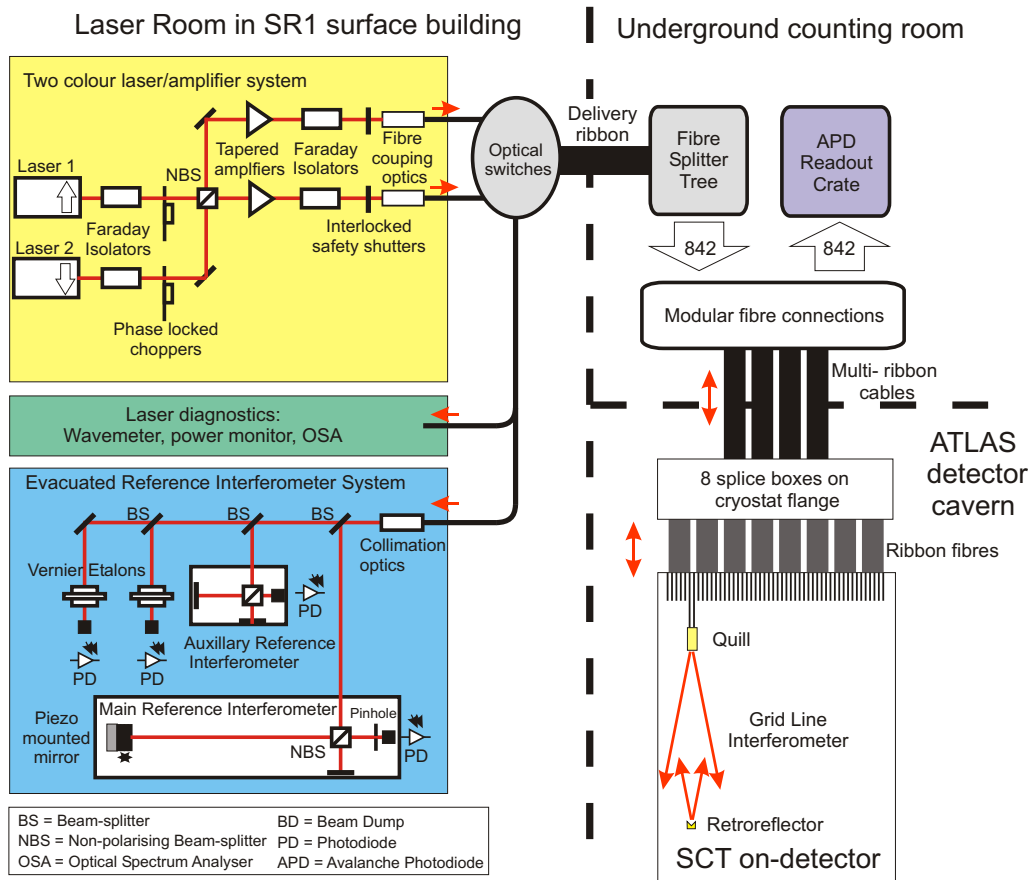 Laser Room in SR1 surface building
Underground counting room
Two colour laser/amplifier system
Laser 1
NBS
Tapered
amplfiers
Faraday
Isolators
Fibre
couping
optics
Faraday
Isolators
Interlocked
safety shutters
Laser 2
Phase locked
choppers
Optical
switches
Delivery
ribbon
Fibre
Splitter
Tree
APD
Readout
Crate
842
842
Modular fibre connections
Multi- ribbon
cables
Laser diagnostics:
Wavemeter, power monitor, OSA
ATLAS
detector
cavern
8 splice boxes on
cryostat flange
Ribbon fibres
Evacuated Reference Interferometer System
BS
BS
BS
Collimation
optics
Vernier Etalons
PD
PD
PD
Auxillary Reference
Interferometer
Main Reference Interferometer
Pinhole
Piezo
mounted
mirror
NBS
PD
Quill
Grid Line
Interferometer
Retroreflector
SCT on-detector
BS = Beam-splitter
NBS = Non-polarising Beam-splitter
OSA = Optical Spectrum Analyser
BD = Beam Dump
PD = Photodiode
APD = Avalanche Photodiode